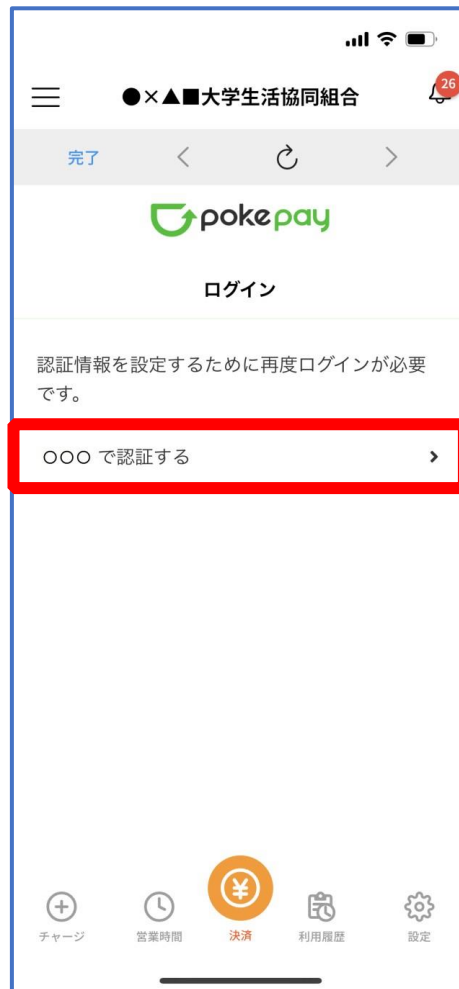 ●×▲■大学生活協同組合
26
完了
pokepay
ログイン
認証情報を設定するために再度ログインが必要
です。
○○○ で認証する
チャージ
営業時間
決済
利用履歴
設定